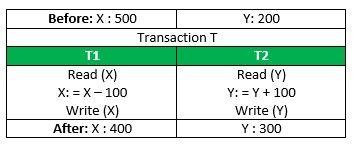 Before: X : 500 Y: 200
Transaction T
T1 T2
Read (X) Read (Y)
X: = X – 100 Y: = Y + 100
Write (X) Write (Y)
After: X : 400 Y : 300